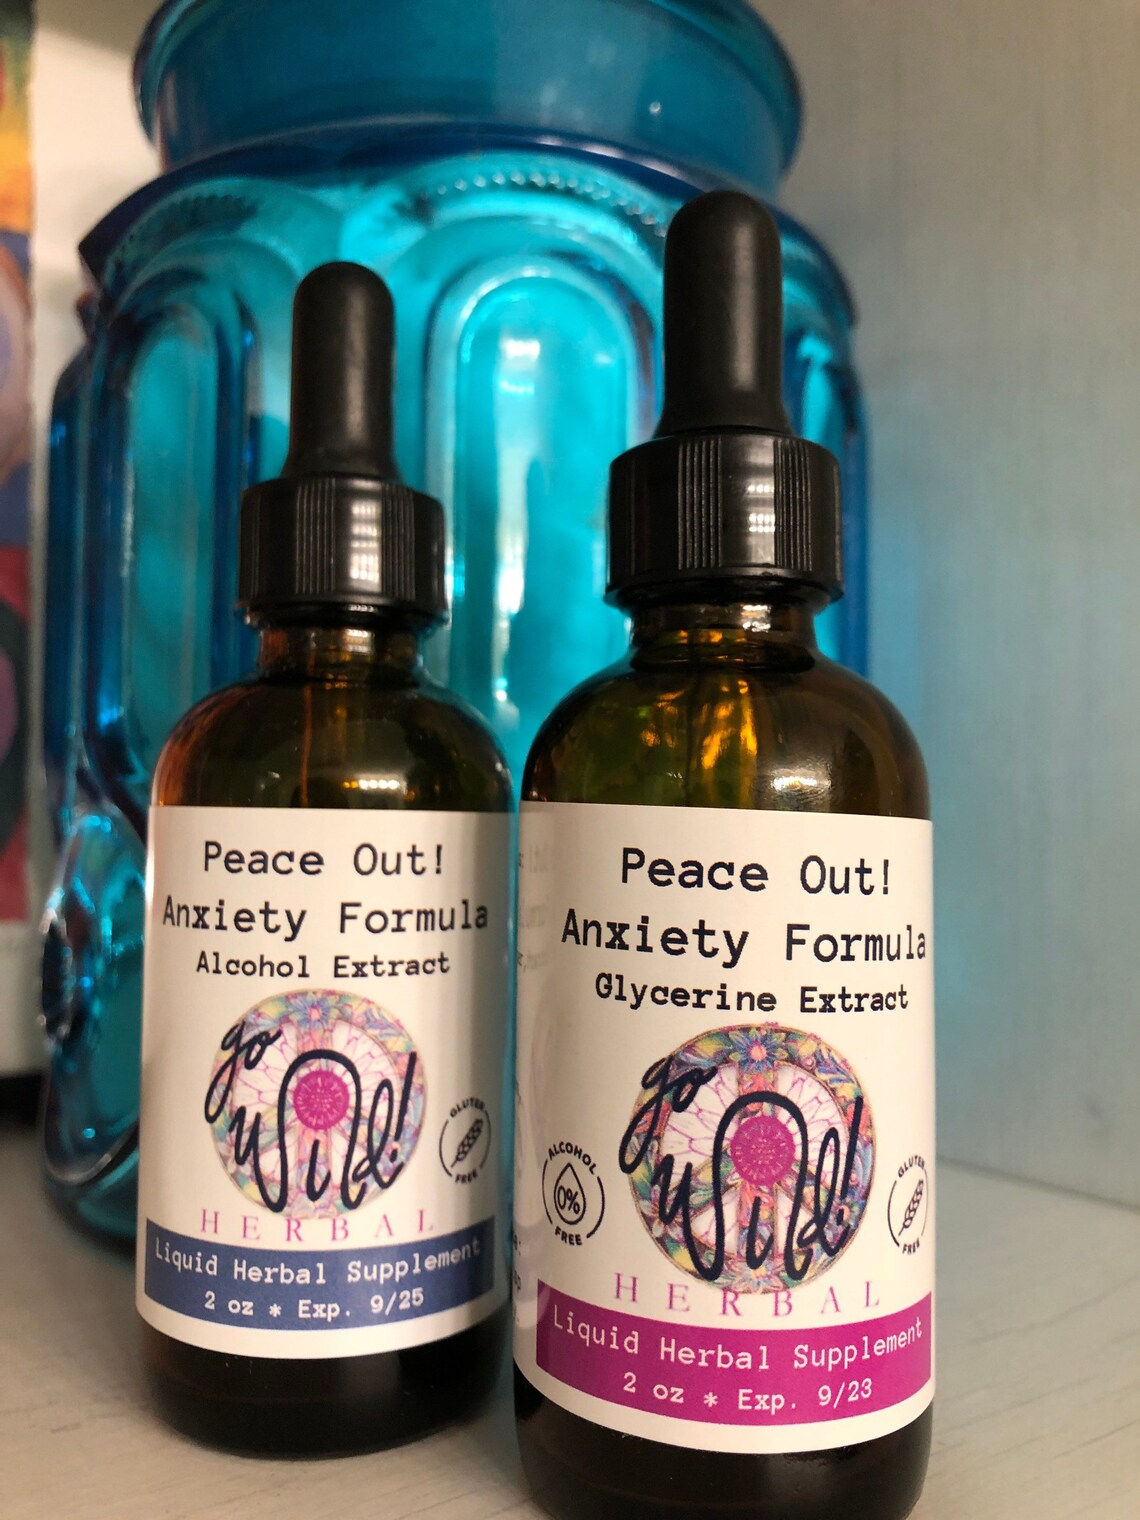 Peace Out!
Anxiety Formula
Alcohol Extract
go
Wild!
HERBAL
GLUTEN
FREE
Liquid Herbal Supplement
2 oz * Exp. 9/25
Peace Out!
Anxiety Formula
Glycerine Extract
go
Wild!
HERBAL
ALCOHOL
0%
FREE
GLUTEN
FREE
Liquid Herbal Supplement
2 oz * Exp. 9/23